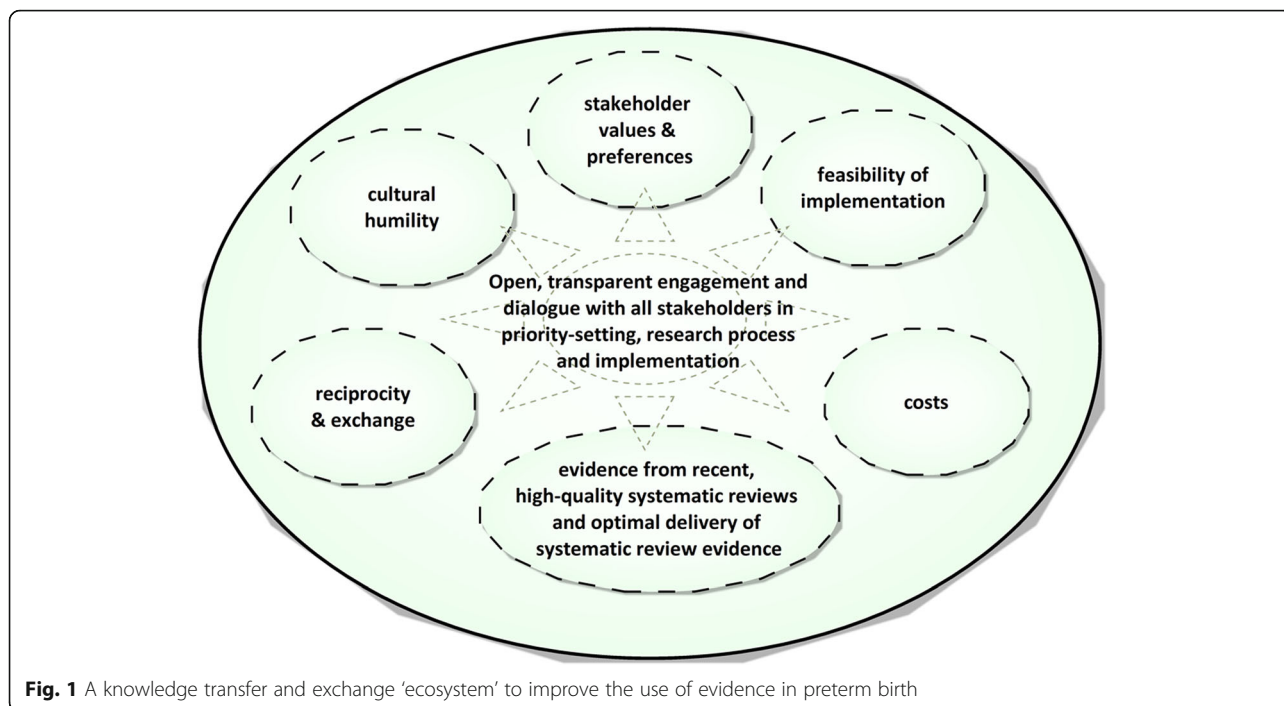 stakeholder
values &
preferences
feasibility of
implementation
cultural
humility
Open, transparent engagement and
dialogue with all stakeholders in
priority-setting, research process
and implementation
reciprocity
& exchange
costs
evidence from recent,
high-quality systematic reviews
and optimal delivery of
systematic review evidence
Fig. 1 A knowledge transfer and exchange ‘ecosystem’ to improve the use of evidence in preterm birth